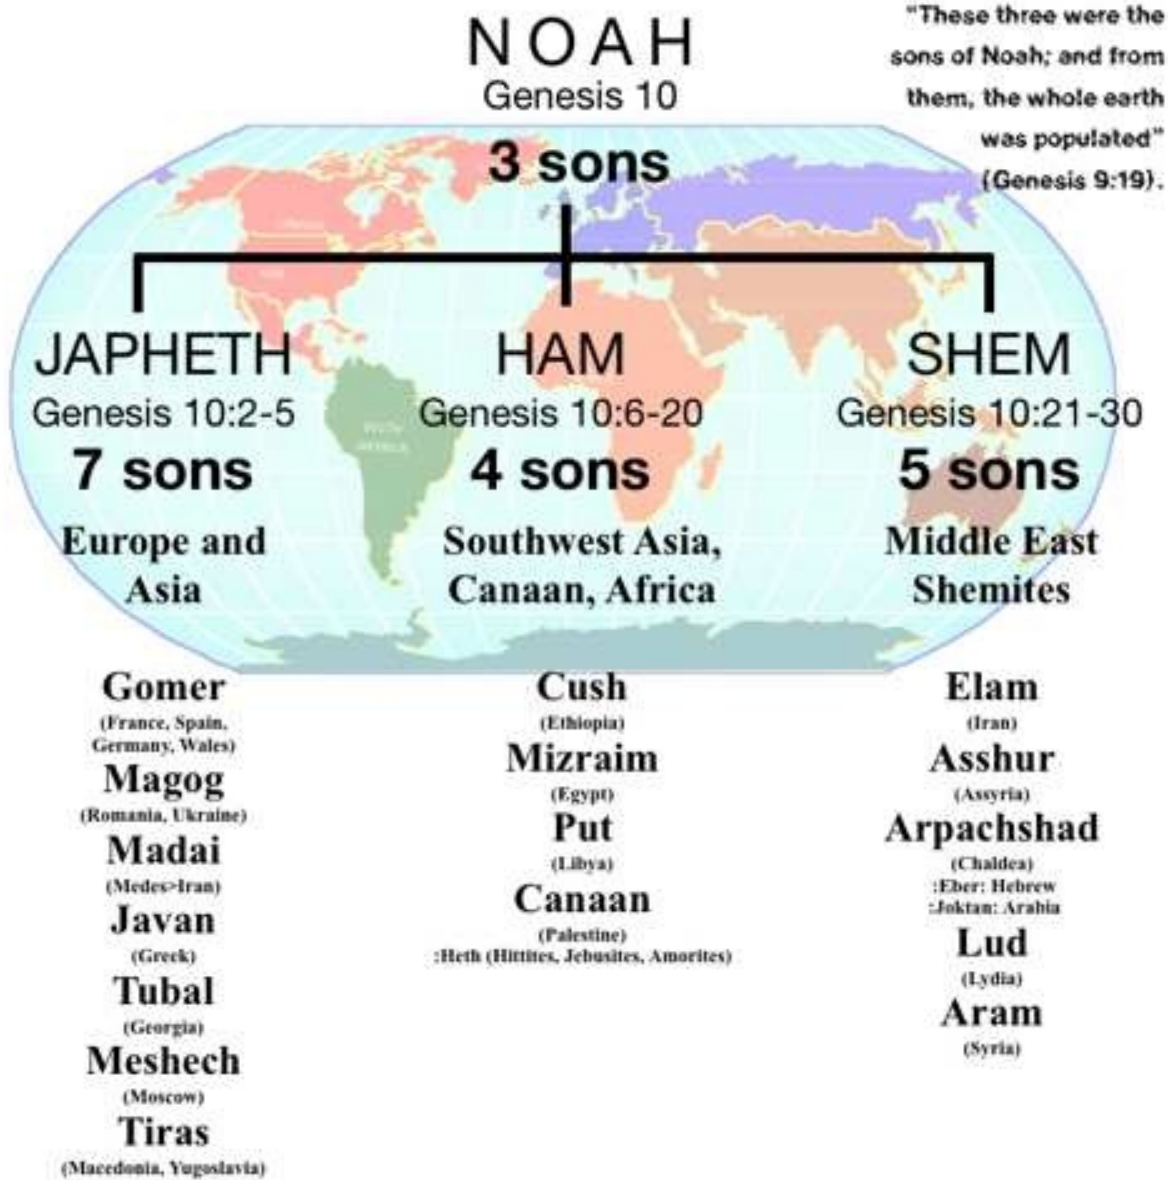 NOAH
Genesis 10
"These three were the
sons of Noah; and from
them, the whole earth
was populated"
(Genesis 9:19).
3 sons
JAPHETH
Genesis 10:2-5
7 sons
Europe and
Asia
Gomer
(France, Spain,
Germany, Wales)
Magog
(Romania, Ukraine)
Madai
(Medes>Iran)
Javan
(Greek)
Tubal
(Georgia)
Meshech
(Moscow)
Tiras
(Macedonia, Yugoslavia)
HAM
Genesis 10:6-20
4 sons
Southwest Asia,
Canaan, Africa
Cush
(Ethiopia)
Mizraim
(Egypt)
Put
(Libya)
Canaan
(Palestine)
:Heth (Hittites, Jebusites, Amorites)
SHEM
Genesis 10:21-30
5 sons
Middle East
Shemites
Elam
(Iran)
Asshur
(Assyria)
Arpachshad
(Chaldea)
:Eber: Hebrew
:Joktan: Arabia
Lud
(Lydia)
Aram
(Syria)